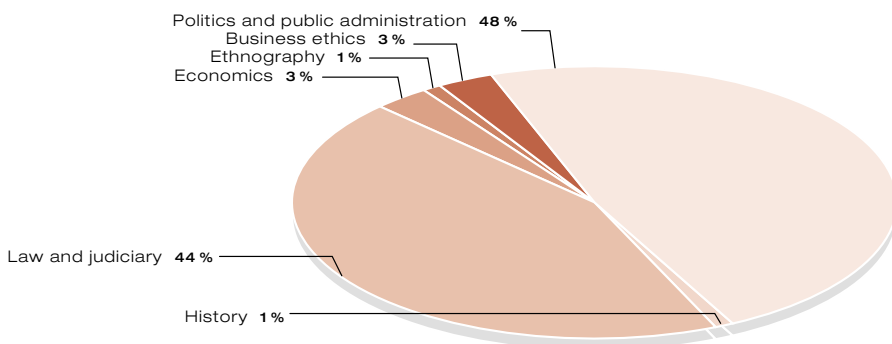 Politics and public administration 48 %
Business ethics 3 %
Ethnography 1 %
Economics 3 %
Law and judiciary 44 %
History 1 %